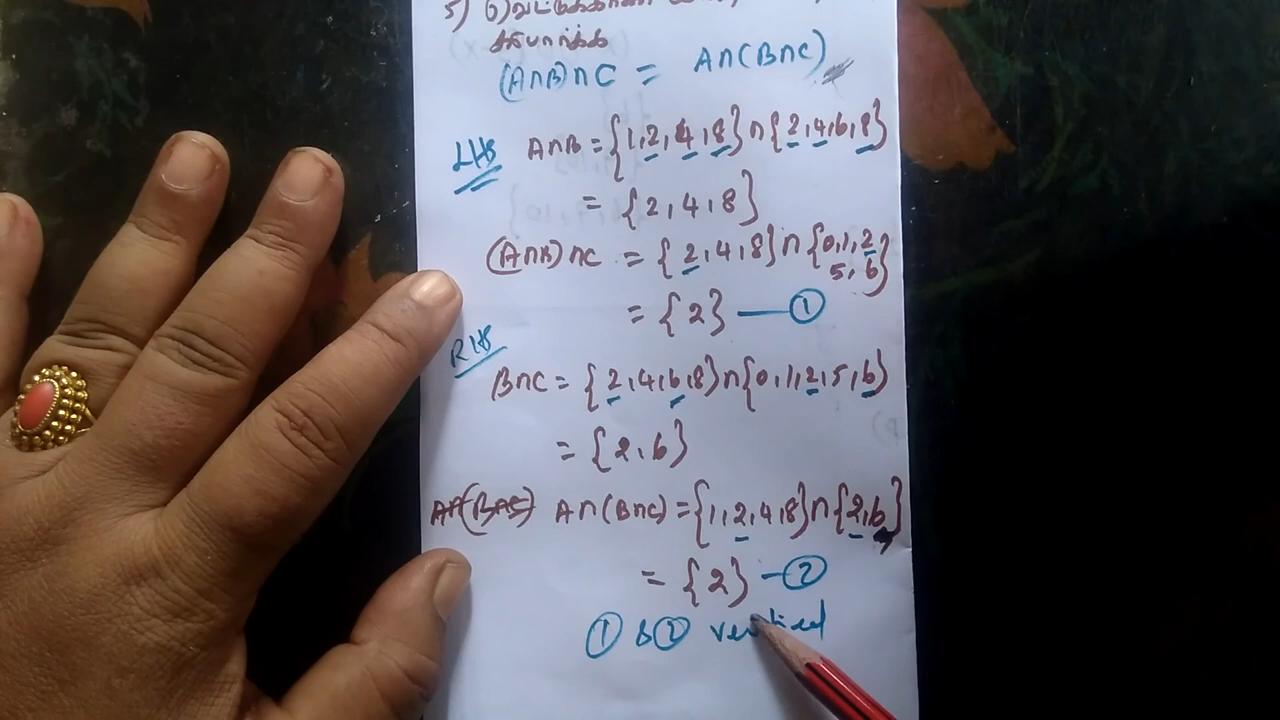 5)
சரிபார்க்க
(A∩B)∩C = A∩(B∩C)
LHS A∩B = {1,2,4,8} ∩ {2,4,6,8}
= {2,4,8}
(A∩B)∩C = {2,4,8} ∩ {0,1,2,
5,6}
= {2} — ①
RHS
B∩C = {2,4,6,8} ∩ {0,1,2,5,6}
= {2,6}
A∩(B∩C) A∩(B∩C) = {1,2,4,8} ∩ {2,6}
= {2} — ②
① & ② verified